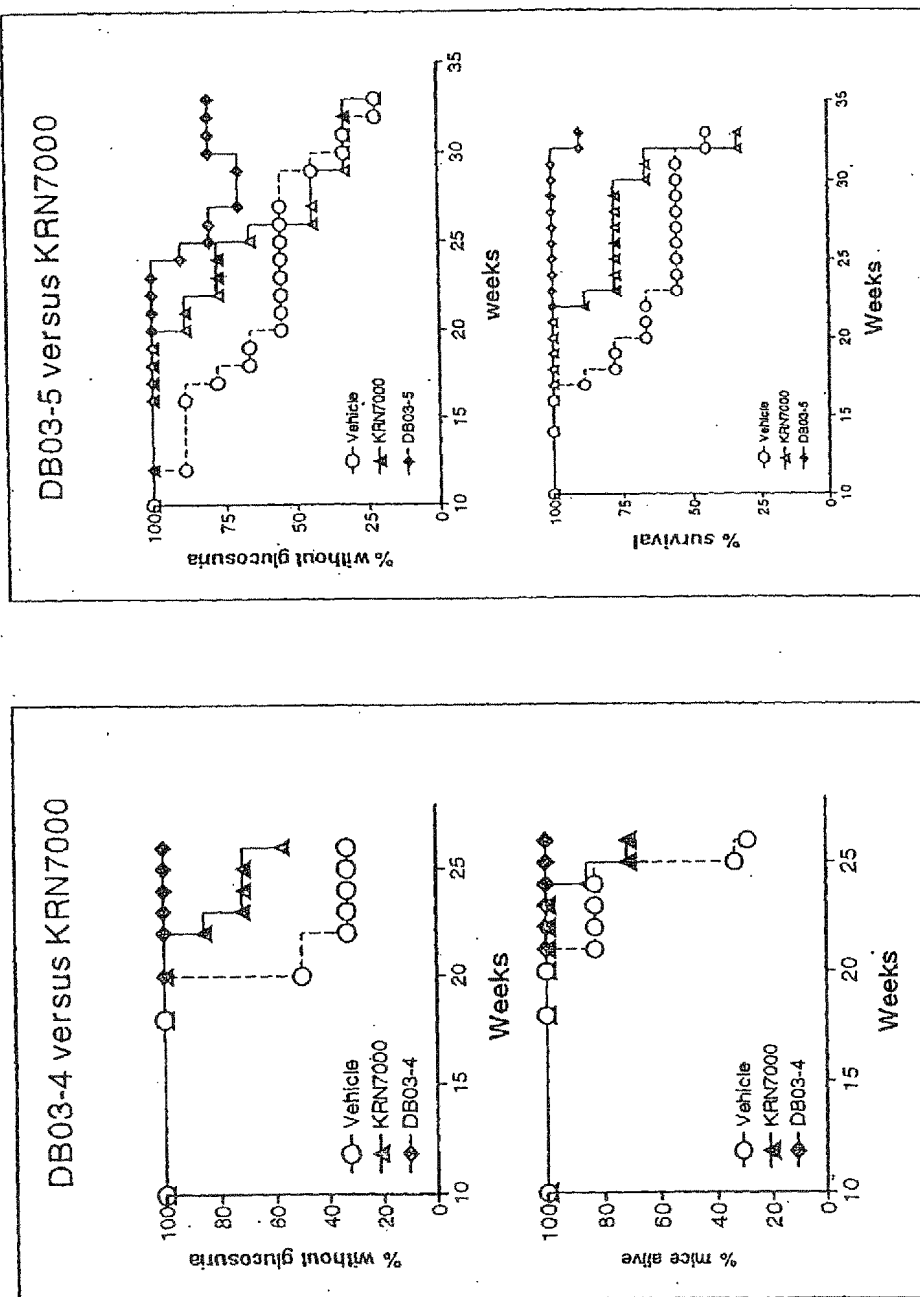 DB03-4 versus KRN7000
% without glucosuria
100
80
60
40
20
0
Vehicle
KRN7000
DB03-4
10
15
20
25
Weeks
% mice alive
100
80
60
40
20
0
Vehicle
KRN7000
DB03-4
10
15
20
25
Weeks
DB03-5 versus KRN7000
% without glucosuria
100
75
50
25
0
Vehicle
KRN7000
DB03-5
10
15
20
25
30
35
weeks
% survival
100
75
50
25
0
Vehicle
KRN7000
DB03-5
10
15
20
25
30
35
Weeks